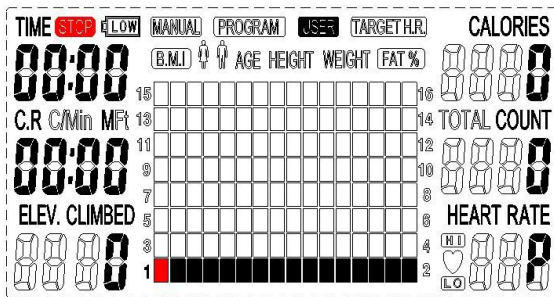 TIME STOP LOW MANUAL PROGRAM USER TARGET H.R. CALORIES
00:00 B.M.I AGE HEIGHT WEIGHT FAT % 0
15 16
C.R C/Min MFt 13 14 TOTAL COUNT
11 12
00:00 9 10 0
7 8
ELEV. CLIMBED 5 6 HEART RATE
3 4 HI
0 1 2 LO P